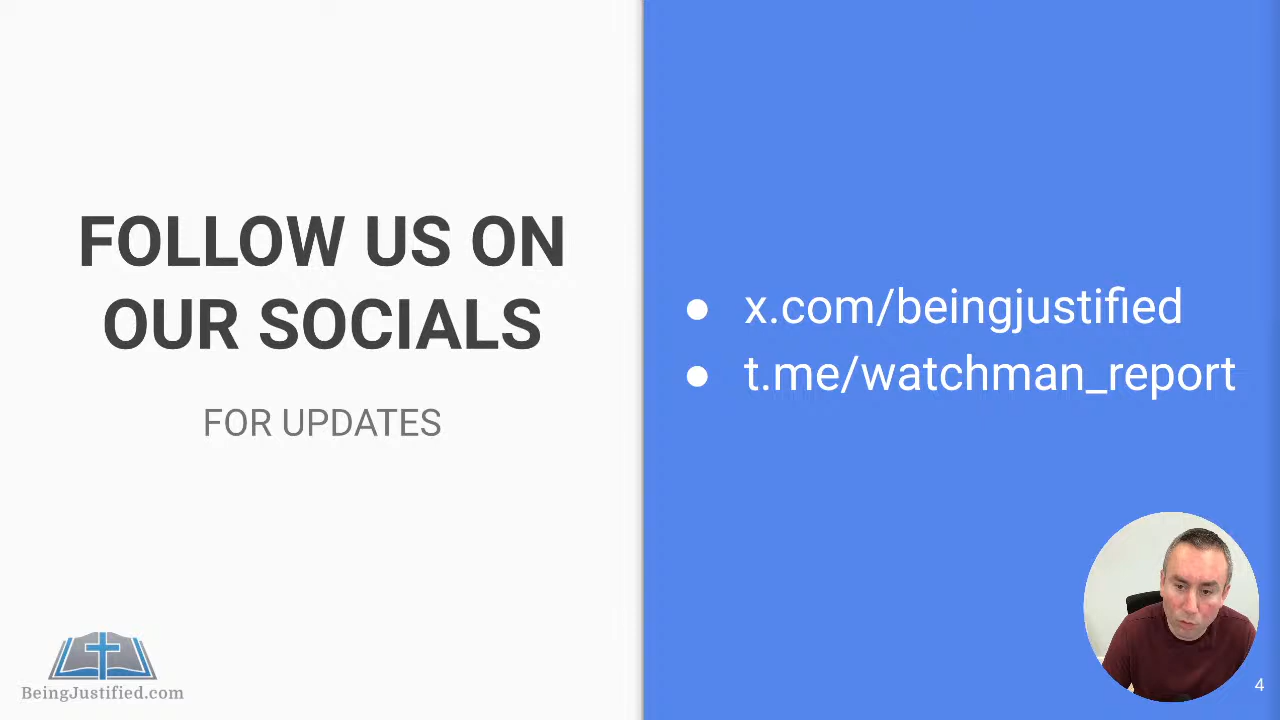 FOLLOW US ON
OUR SOCIALS
FOR UPDATES
● x.com/beingjustified
● t.me/watchman_report
BeingJustified.com
4